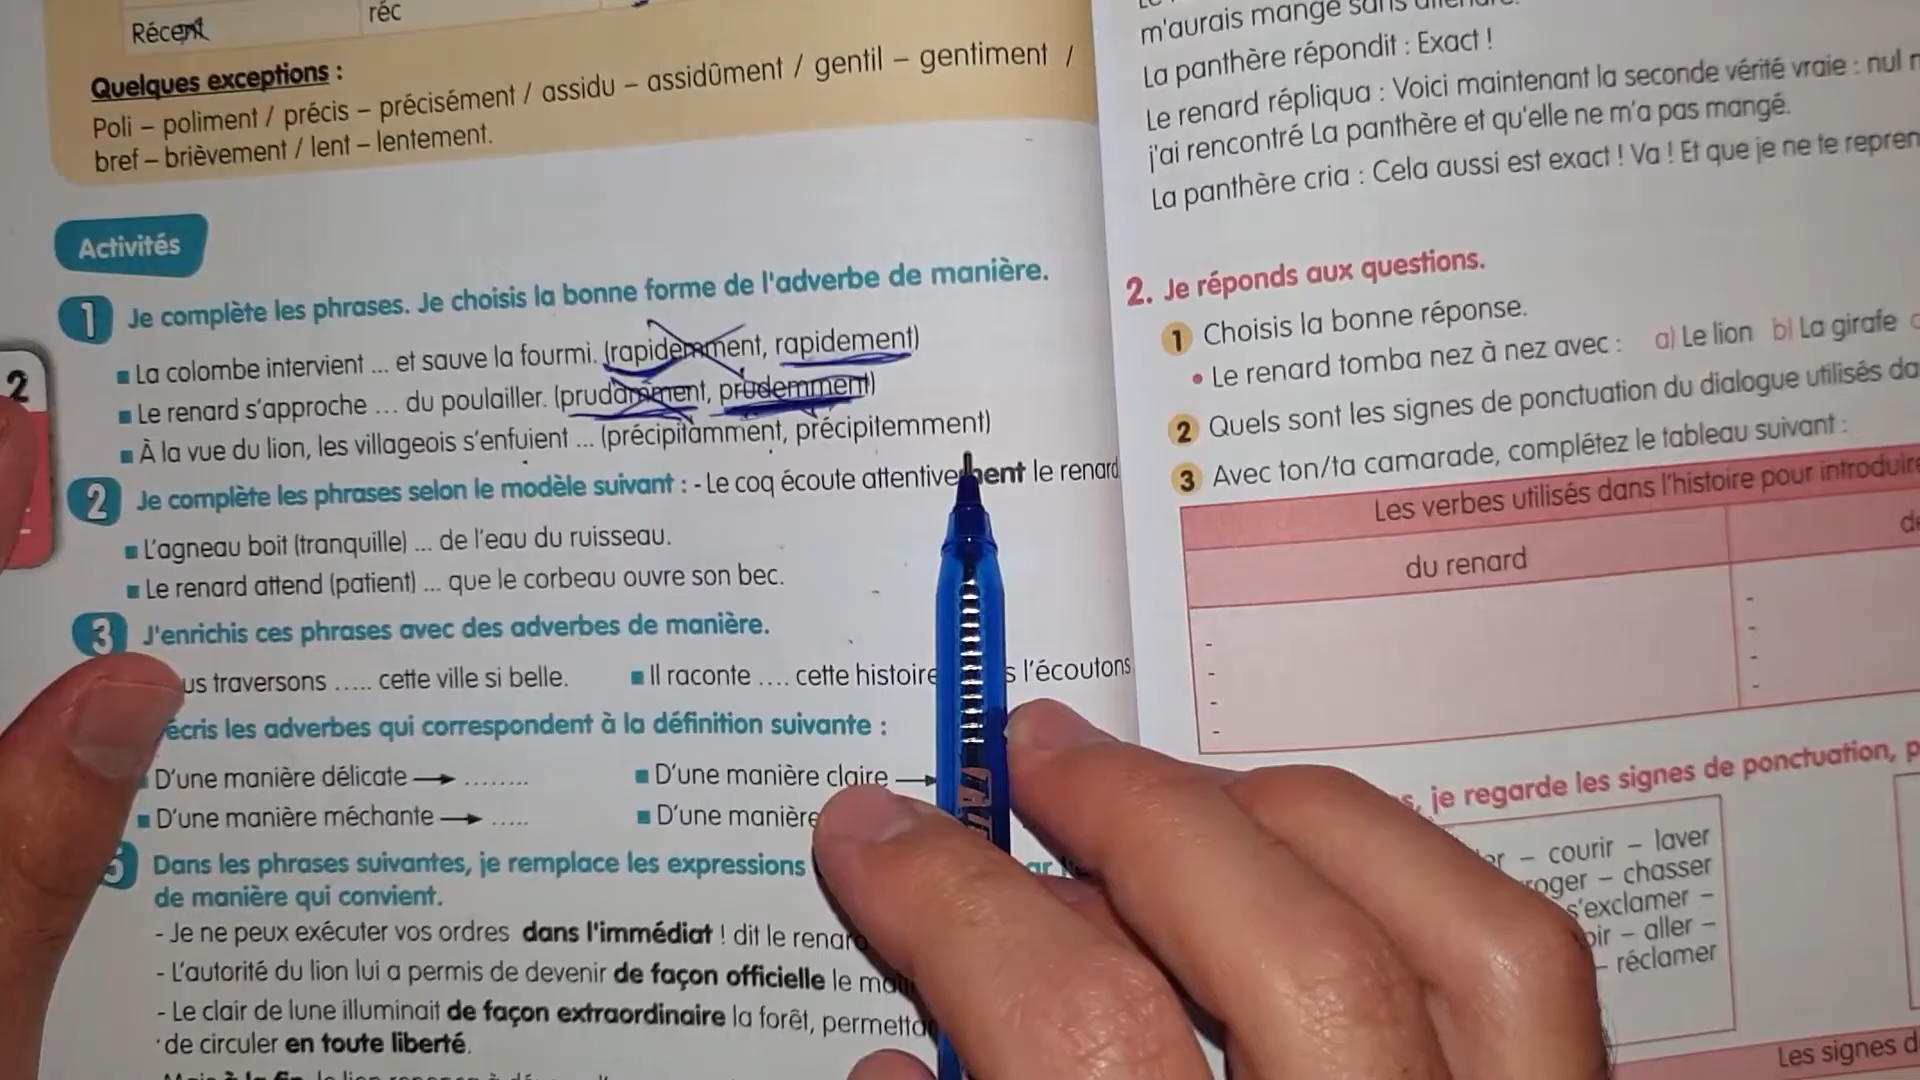 Récent
réc
Quelques exceptions :
Poli – poliment / précis – précisément / assidu – assidûment / gentil – gentiment /
bref – brièvement / lent – lentement.
Activités
1 Je complète les phrases. Je choisis la bonne forme de l'adverbe de manière.
La colombe intervient ... et sauve la fourmi. (rapidemment, rapidement)
Le renard s'approche ... du poulailler. (prudamment, prudemment)
À la vue du lion, les villageois s'enfuient ... (précipitamment, précipitemment)
2 Je complète les phrases selon le modèle suivant : - Le coq écoute attentivement le renard
L'agneau boit (tranquille) ... de l'eau du ruisseau.
Le renard attend (patient) ... que le corbeau ouvre son bec.
3 J'enrichis ces phrases avec des adverbes de manière.
us traversons ..... cette ville si belle.
Il raconte .... cette histoire s l'écoutons
écris les adverbes qui correspondent à la définition suivante :
D'une manière délicate → ........
D'une manière claire →
D'une manière méchante → .....
D'une manière
5 Dans les phrases suivantes, je remplace les expressions
de manière qui convient.
- Je ne peux exécuter vos ordres dans l'immédiat ! dit le renard
- L'autorité du lion lui a permis de devenir de façon officielle le
- Le clair de lune illuminait de façon extraordinaire la forêt,
de circuler en toute liberté.
2
m'aurais mangé sans
La panthère répondit : Exact !
Le renard répliqua : Voici maintenant la seconde vérité vraie : nul
j'ai rencontré La panthère et qu'elle ne m'a pas mangé.
La panthère cria : Cela aussi est exact ! Va ! Et que je ne te
2. Je réponds aux questions.
1 Choisis la bonne réponse.
• Le renard tomba nez à nez avec : a) Le lion b) La girafe
2 Quels sont les signes de ponctuation du dialogue utilisés
3 Avec ton/ta camarade, complétez le tableau suivant :
Les verbes utilisés dans l'histoire pour introduire
du renard
-
-
-
-
-
-
-
-
, je regarde les signes de ponctuation,
– courir – laver
– chasser
s'exclamer –
– aller –
– réclamer
Les signes